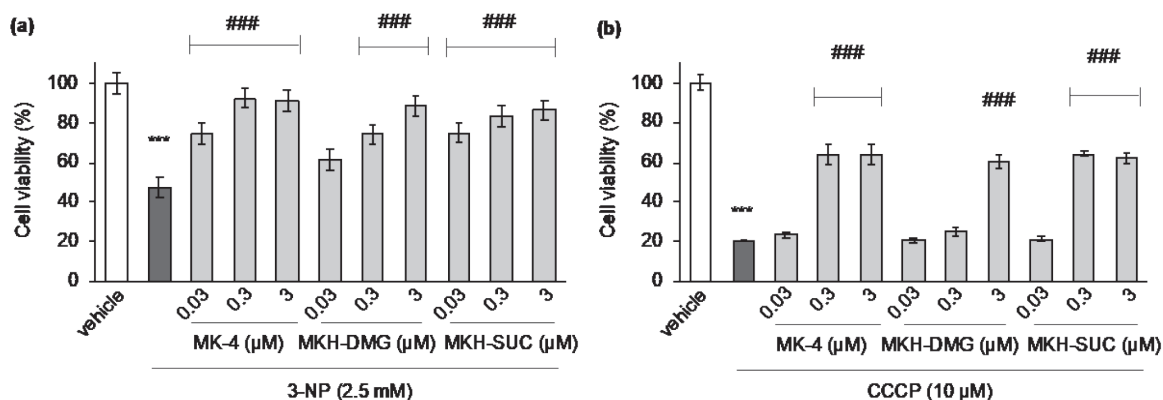 (a)
### ### ###
Cell viability (%)
100
80
60
40
20
0
***
vehicle
0.03 0.3 3 0.03 0.3 3 0.03 0.3 3
MK-4 (µM) MKH-DMG (µM) MKH-SUC (µM)
3-NP (2.5 mM)
(b)
###
###
###
Cell viability (%)
100
80
60
40
20
0
***
vehicle
0.03 0.3 3 0.03 0.3 3 0.03 0.3 3
MK-4 (µM) MKH-DMG (µM) MKH-SUC (µM)
CCCP (10 µM)